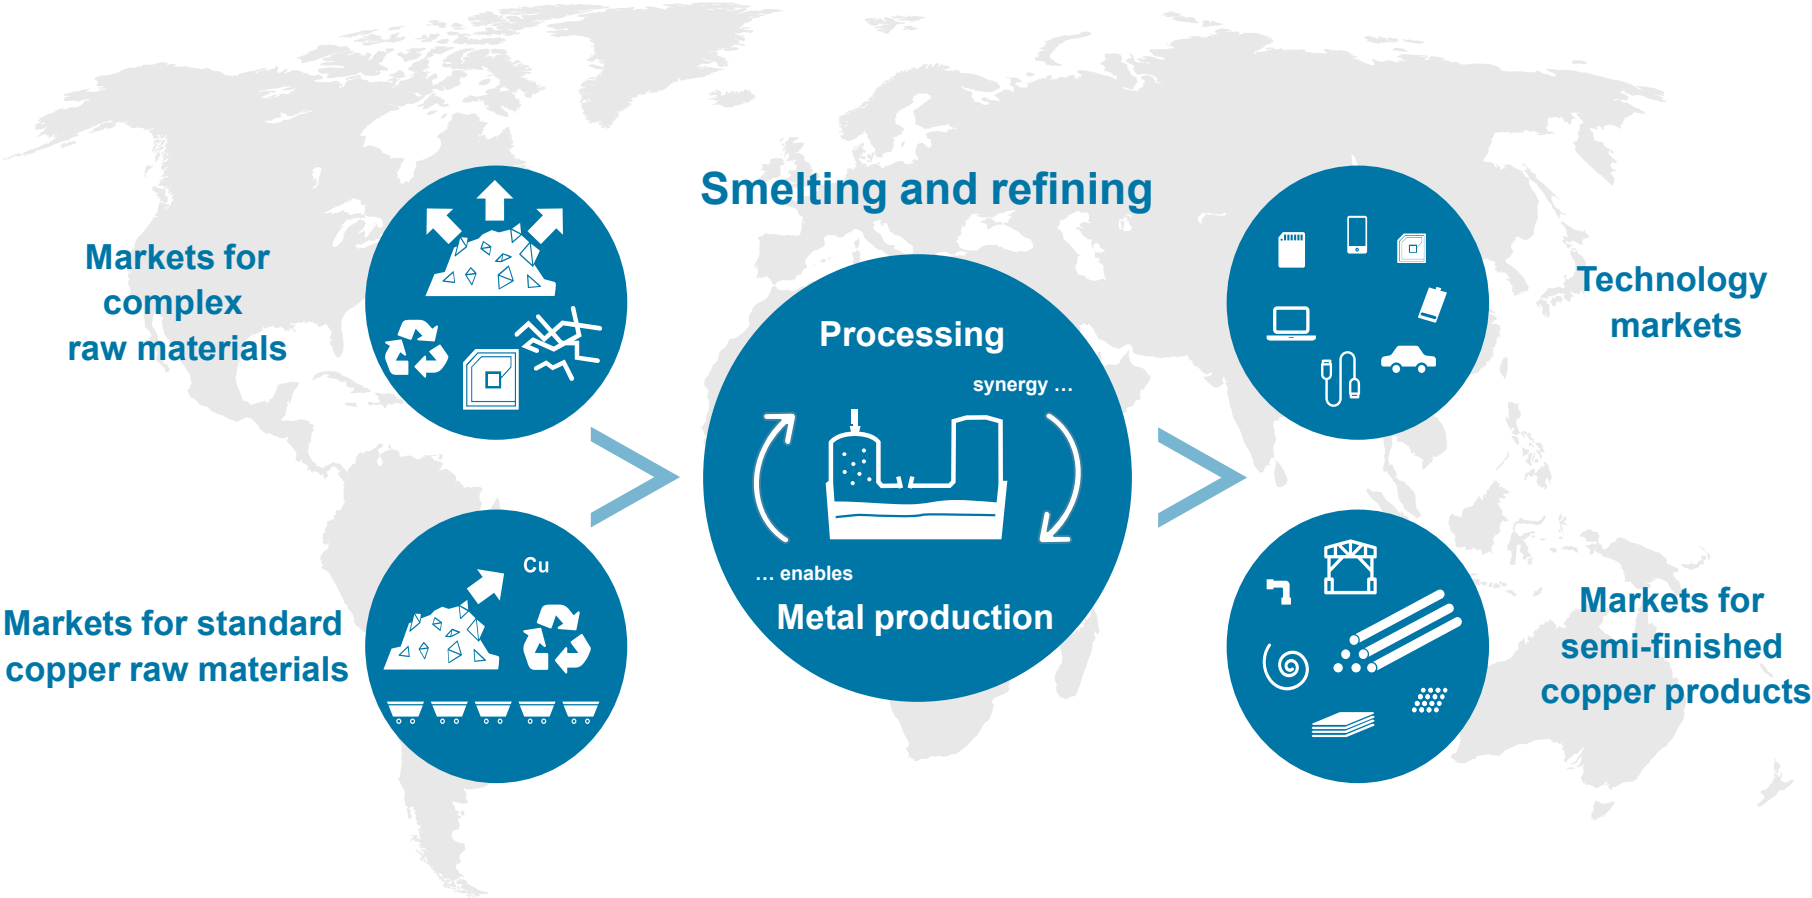 Smelting and refining
Markets for
complex
raw materials
Processing
synergy ...
... enables
Metal production
Technology
markets
Cu
Markets for standard
copper raw materials
Markets for
semi-finished
copper products